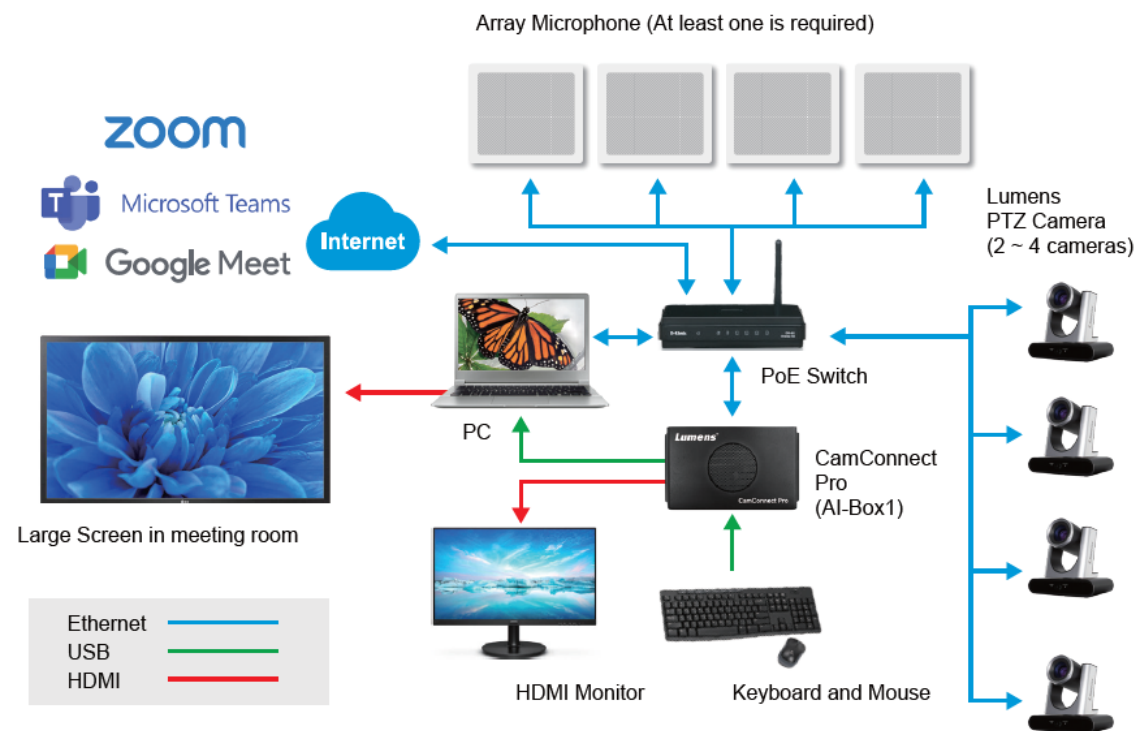 Array Microphone (At least one is required)
zoom
Microsoft Teams
Google Meet
Internet
Lumens
PTZ Camera
(2 ~ 4 cameras)
PoE Switch
PC
Lumens
CamConnect Pro
CamConnect
Pro
(AI-Box1)
Large Screen in meeting room
Ethernet
USB
HDMI
HDMI Monitor
Keyboard and Mouse